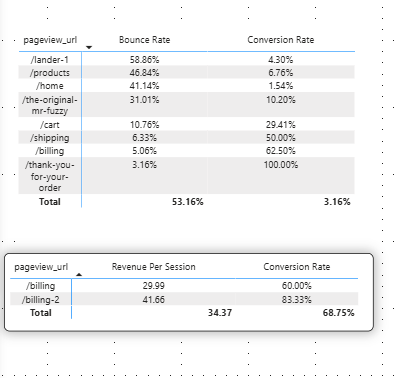 pageview_url Bounce Rate Conversion Rate
/lander-1 58.86% 4.30%
/products 46.84% 6.76%
/home 41.14% 1.54%
/the-original- 31.01% 10.20%
mr-fuzzy
/cart 10.76% 29.41%
/shipping 6.33% 50.00%
/billing 5.06% 62.50%
/thank-you- 3.16% 100.00%
for-your-
order
Total 53.16% 3.16%
pageview_url Revenue Per Session Conversion Rate
/billing 29.99 60.00%
/billing-2 41.66 83.33%
Total 34.37 68.75%